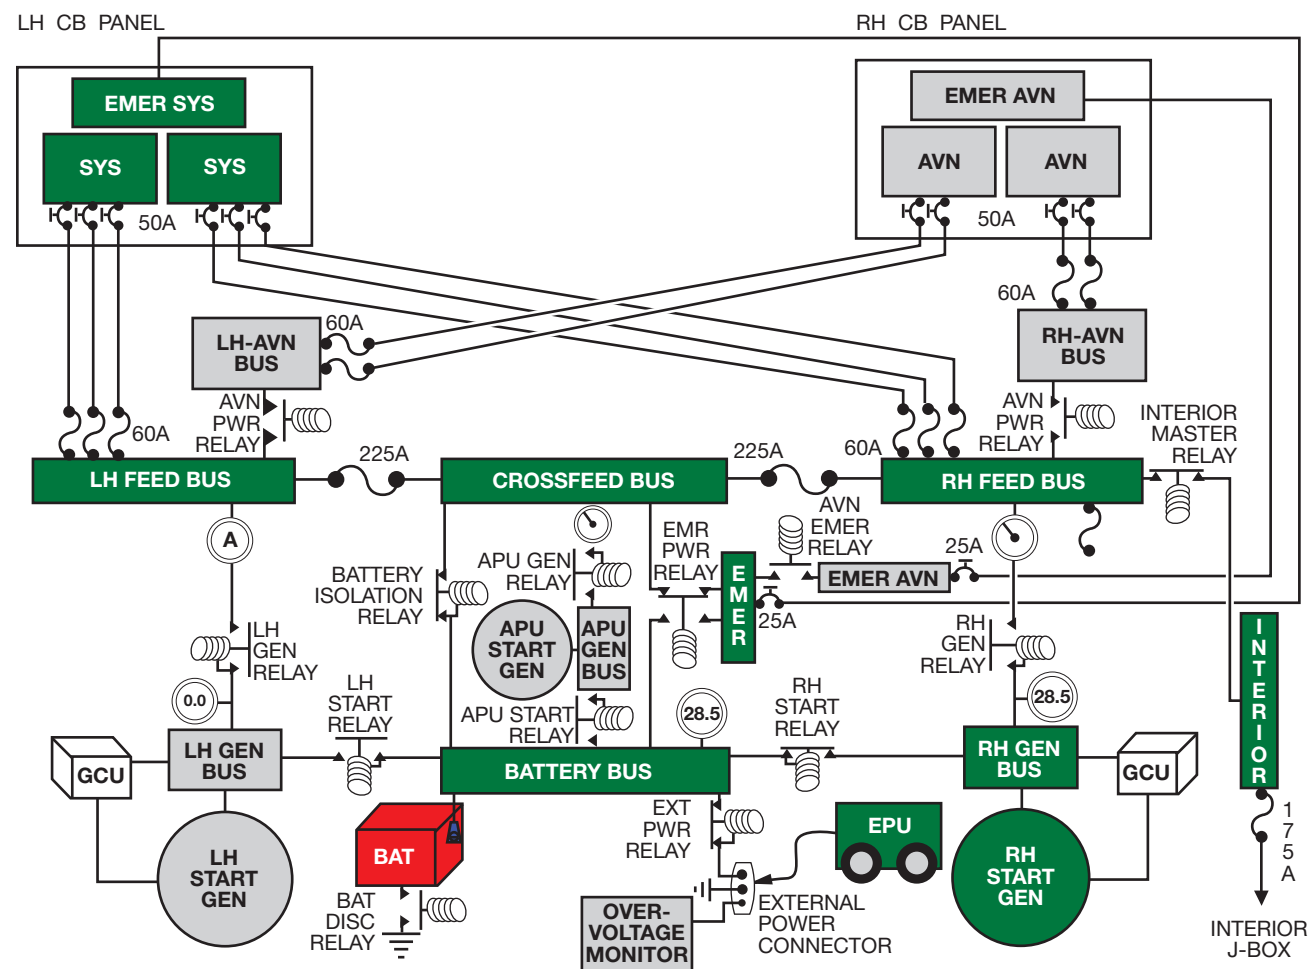 LH CB PANEL
RH CB PANEL
EMER SYS
SYS
SYS
50A
EMER AVN
AVN
AVN
50A
60A
LH-AVN
BUS
60A
RH-AVN
BUS
AVN
PWR
RELAY
60A
AVN
PWR
RELAY
INTERIOR
MASTER
RELAY
225A
225A
60A
LH FEED BUS
CROSSFEED BUS
RH FEED BUS
A
BATTERY
ISOLATION
RELAY
APU GEN
RELAY
EMR
PWR
RELAY
AVN
EMER
RELAY
EMER
EMER AVN
25A
25A
APU
START
GEN
APU
GEN
BUS
LH
GEN
RELAY
RH
GEN
RELAY
INTERIOR
0.0
LH
START
RELAY
APU START
RELAY
28.5
RH
START
RELAY
28.5
GCU
LH GEN
BUS
BATTERY BUS
RH GEN
BUS
GCU
LH
START
GEN
BAT
EXT
PWR
RELAY
EPU
RH
START
GEN
175A
BAT
DISC
RELAY
OVER-
VOLTAGE
MONITOR
EXTERNAL
POWER
CONNECTOR
INTERIOR
J-BOX